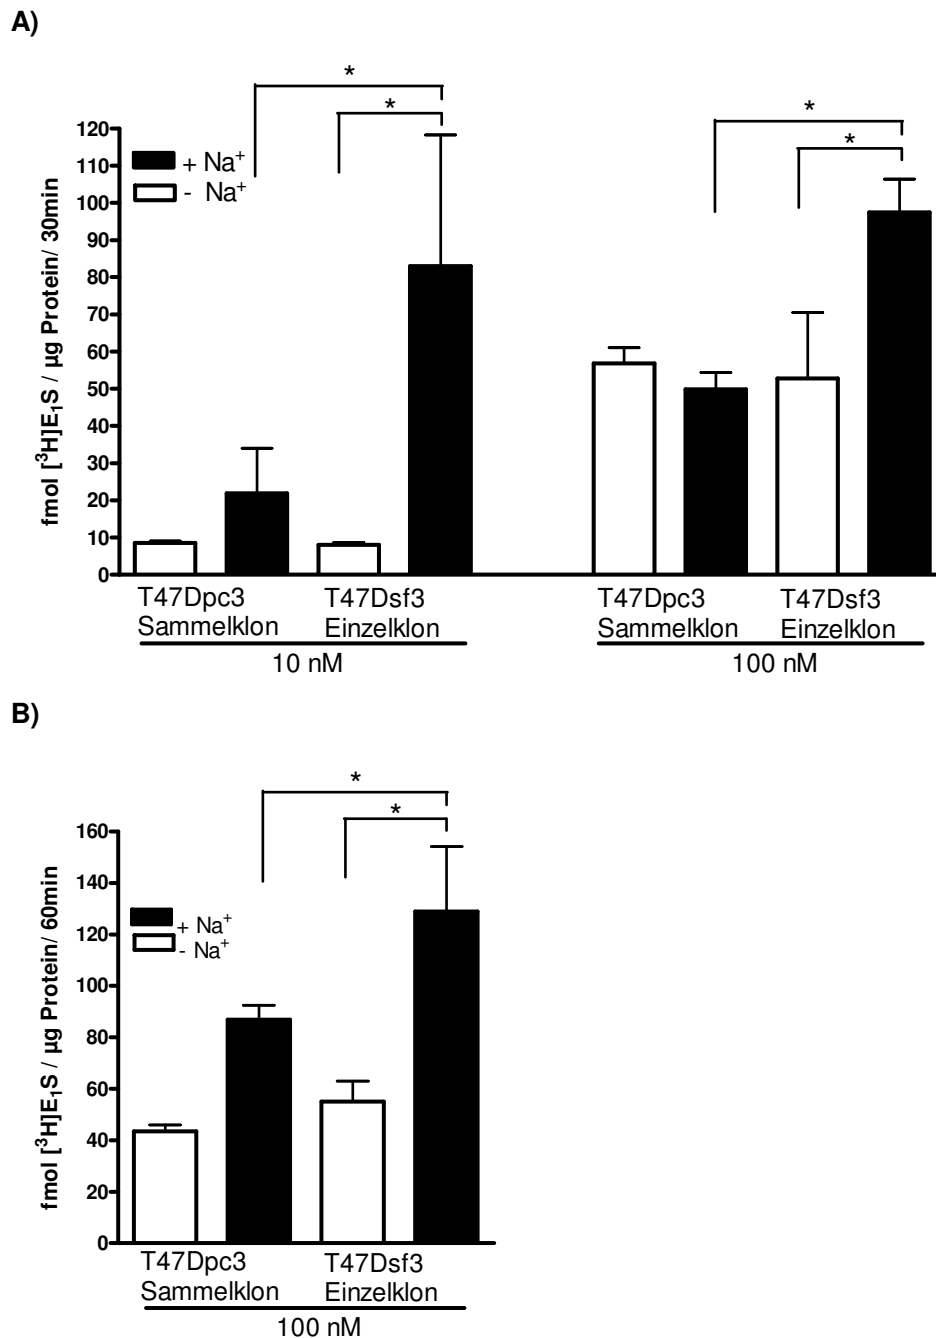 A)
*
*
*
*
120
110
100
90
80
70
60
50
40
30
20
10
0
fmol [³H]E₁S / µg Protein/ 30min
+ Na⁺
- Na⁺
T47Dpc3 T47Dsf3 T47Dpc3 T47Dsf3
Sammelklon Einzelklon Sammelklon Einzelklon
10 nM 100 nM
B)
*
*
160
140
120
100
80
60
40
20
0
fmol [³H]E₁S / µg Protein/ 60min
+ Na⁺
- Na⁺
T47Dpc3 T47Dsf3
Sammelklon Einzelklon
100 nM